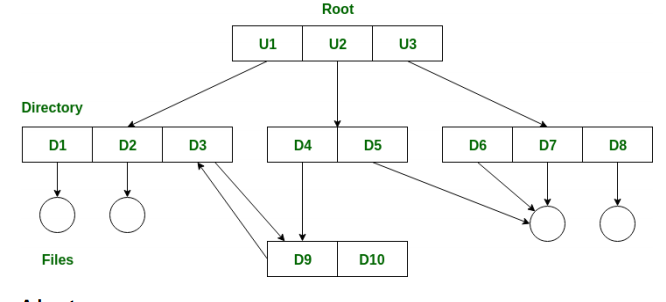 Root
U1 U2 U3
Directory
D1 D2 D3 D4 D5 D6 D7 D8
Files
D9 D10